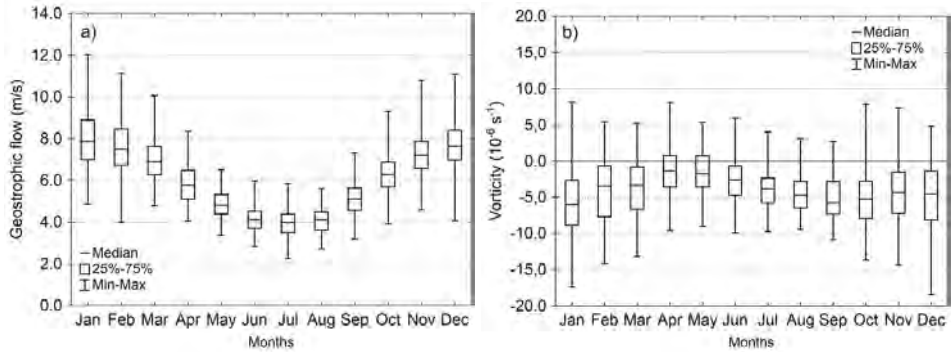 a)
Geostrophic flow (m/s)
14.0
12.0
10.0
8.0
6.0
4.0
2.0
0.0
Median
25%-75%
Min-Max
Jan Feb Mar Apr May Jun Jul Aug Sep Oct Nov Dec
Months
b)
Vorticity (10⁻⁶ s⁻¹)
20.0
15.0
10.0
5.0
0.0
-5.0
-10.0
-15.0
-20.0
Median
25%-75%
Min-Max
Jan Feb Mar Apr May Jun Jul Aug Sep Oct Nov Dec
Months